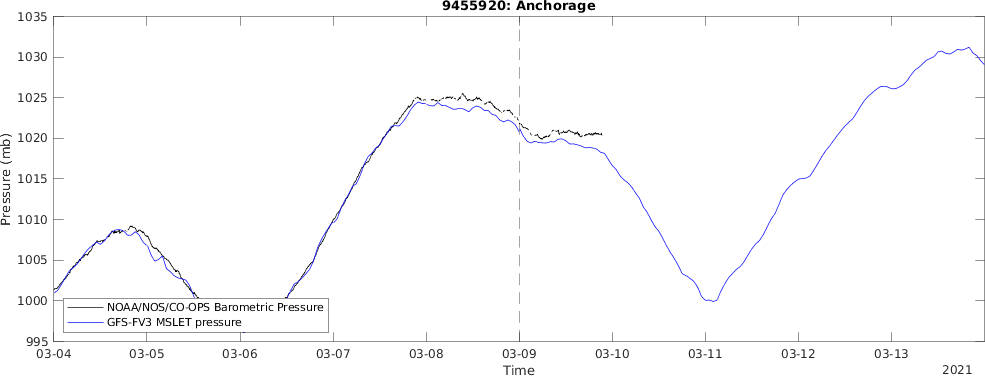 9455920: Anchorage
Pressure (mb)
1035
1030
1025
1020
1015
1010
1005
1000
995
NOAA/NOS/CO-OPS Barometric Pressure
GFS-FV3 MSLET pressure
03-04 03-05 03-06 03-07 03-08 03-09 03-10 03-11 03-12 03-13
Time
2021